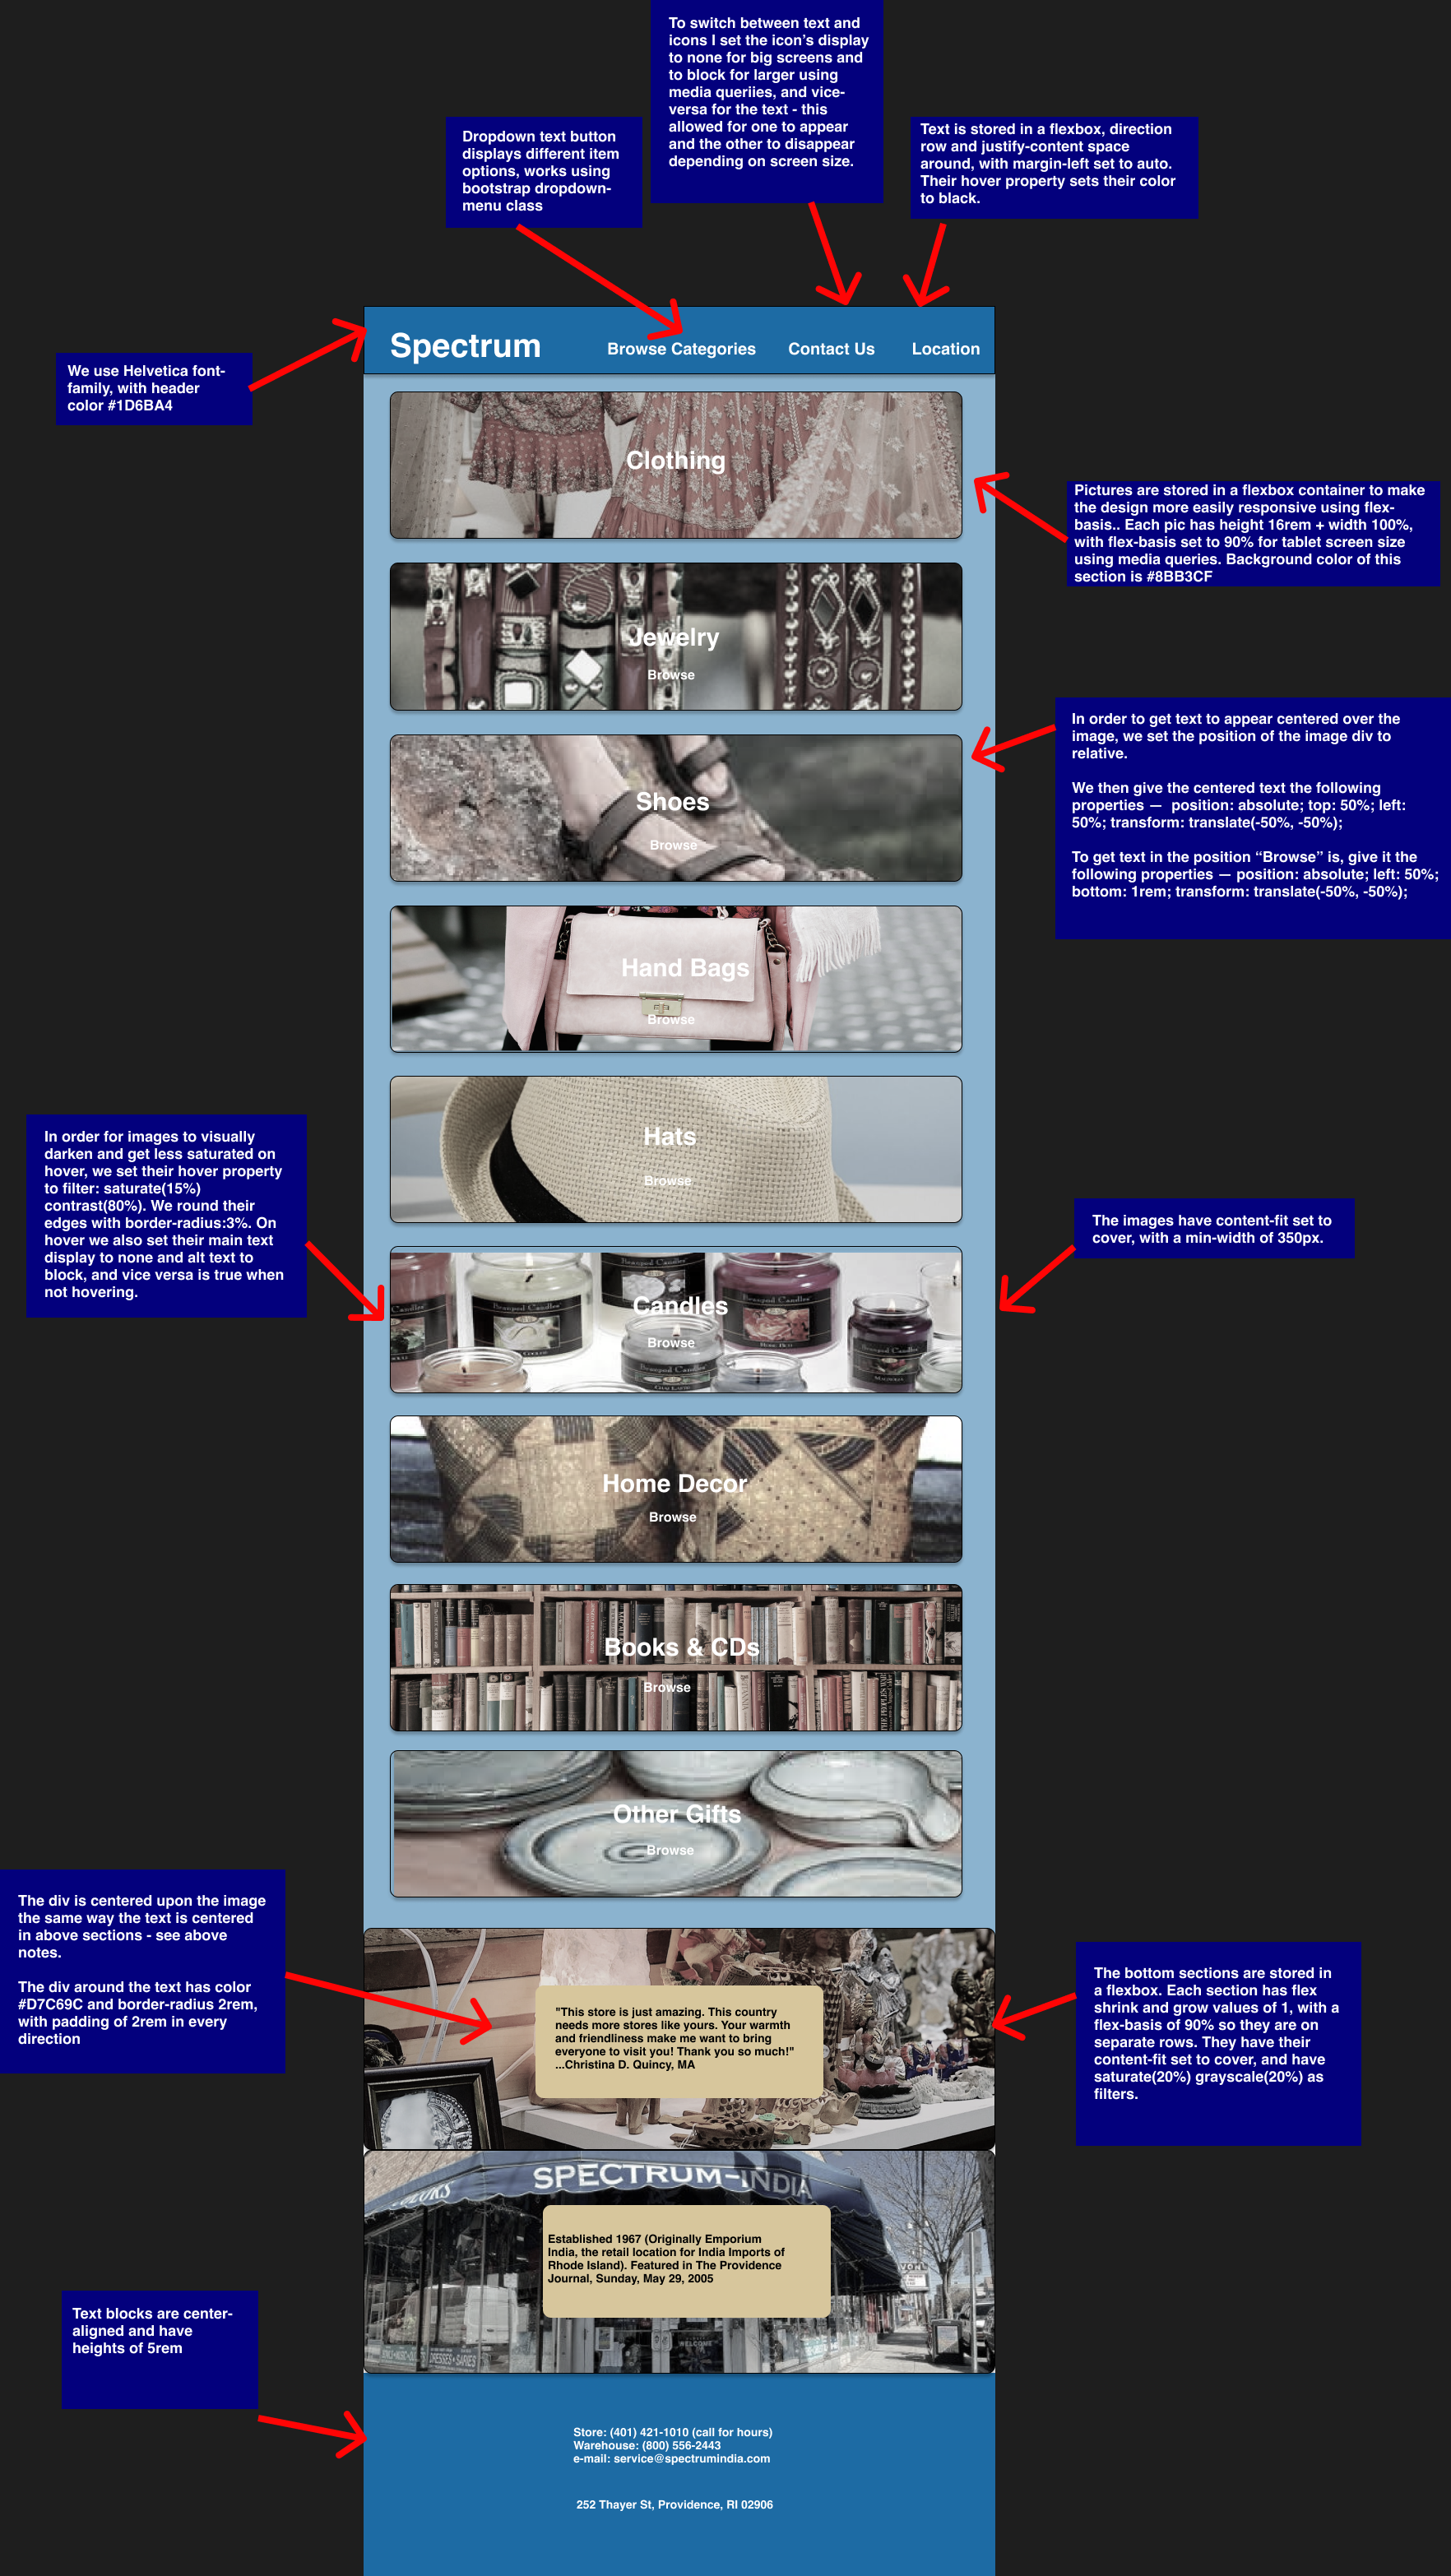 To switch between text and
icons I set the icon's display
to none for big screens and
to block for larger using
media queriies, and vice-
versa for the text - this
allowed for one to appear
and the other to disappear
depending on screen size.
Dropdown text button
displays different item
options, works using
bootstrap dropdown-
menu class
Text is stored in a flexbox, direction
row and justify-content space
around, with margin-left set to auto.
Their hover property sets their color
to black.
We use Helvetica font-
family, with header
color #1D6BA4
Spectrum
Browse Categories
Contact Us
Location
Clothing
Pictures are stored in a flexbox container to make
the design more easily responsive using flex-
basis.. Each pic has height 16rem + width 100%,
with flex-basis set to 90% for tablet screen size
using media queries. Background color of this
section is #8BB3CF
Jewelry
Browse
In order to get text to appear centered over the
image, we set the position of the image div to
relative.
We then give the centered text the following
properties — position: absolute; top: 50%; left:
50%; transform: translate(-50%, -50%);
To get text in the position “Browse” is, give it the
following properties — position: absolute; left: 50%;
bottom: 1rem; transform: translate(-50%, -50%);
Shoes
Browse
Hand Bags
Browse
Hats
Browse
In order for images to visually
darken and get less saturated on
hover, we set their hover property
to filter: saturate(15%)
contrast(80%). We round their
edges with border-radius:3%. On
hover we also set their main text
display to none and alt text to
block, and vice versa is true when
not hovering.
The images have content-fit set to
cover, with a min-width of 350px.
Candles
Browse
Home Decor
Browse
Books & CDs
Browse
Other Gifts
Browse
The div is centered upon the image
the same way the text is centered
in above sections - see above
notes.
The div around the text has color
#D7C69C and border-radius 2rem,
with padding of 2rem in every
direction
"This store is just amazing. This country
needs more stores like yours. Your warmth
and friendliness make me want to bring
everyone to visit you! Thank you so much!"
...Christina D. Quincy, MA
The bottom sections are stored in
a flexbox. Each section has flex
shrink and grow values of 1, with a
flex-basis of 90% so they are on
separate rows. They have their
content-fit set to cover, and have
saturate(20%) grayscale(20%) as
filters.
SPECTRUM-INDIA
Established 1967 (Originally Emporium
India, the retail location for India Imports of
Rhode Island). Featured in The Providence
Journal, Sunday, May 29, 2005
WELCOME
Text blocks are center-
aligned and have
heights of 5rem
Store: (401) 421-1010 (call for hours)
Warehouse: (800) 556-2443
e-mail: service@spectrumindia.com
252 Thayer St, Providence, RI 02906